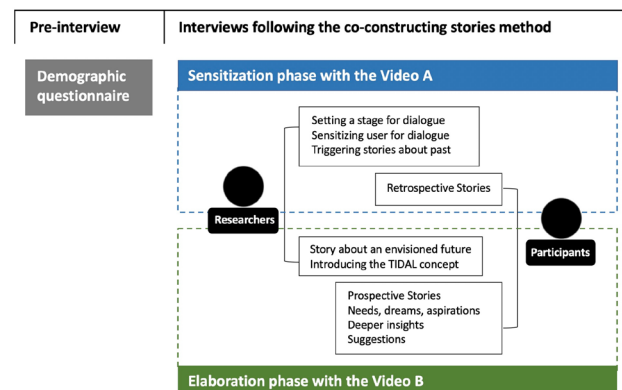 Pre-interview
Interviews following the co-constructing stories method
Demographic
questionnaire
Sensitization phase with the Video A
Setting a stage for dialogue
Sensitizing user for dialogue
Triggering stories about past
Retrospective Stories
Researchers
Participants
Story about an envisioned future
Introducing the TIDAL concept
Prospective Stories
Needs, dreams, aspirations
Deeper insights
Suggestions
Elaboration phase with the Video B